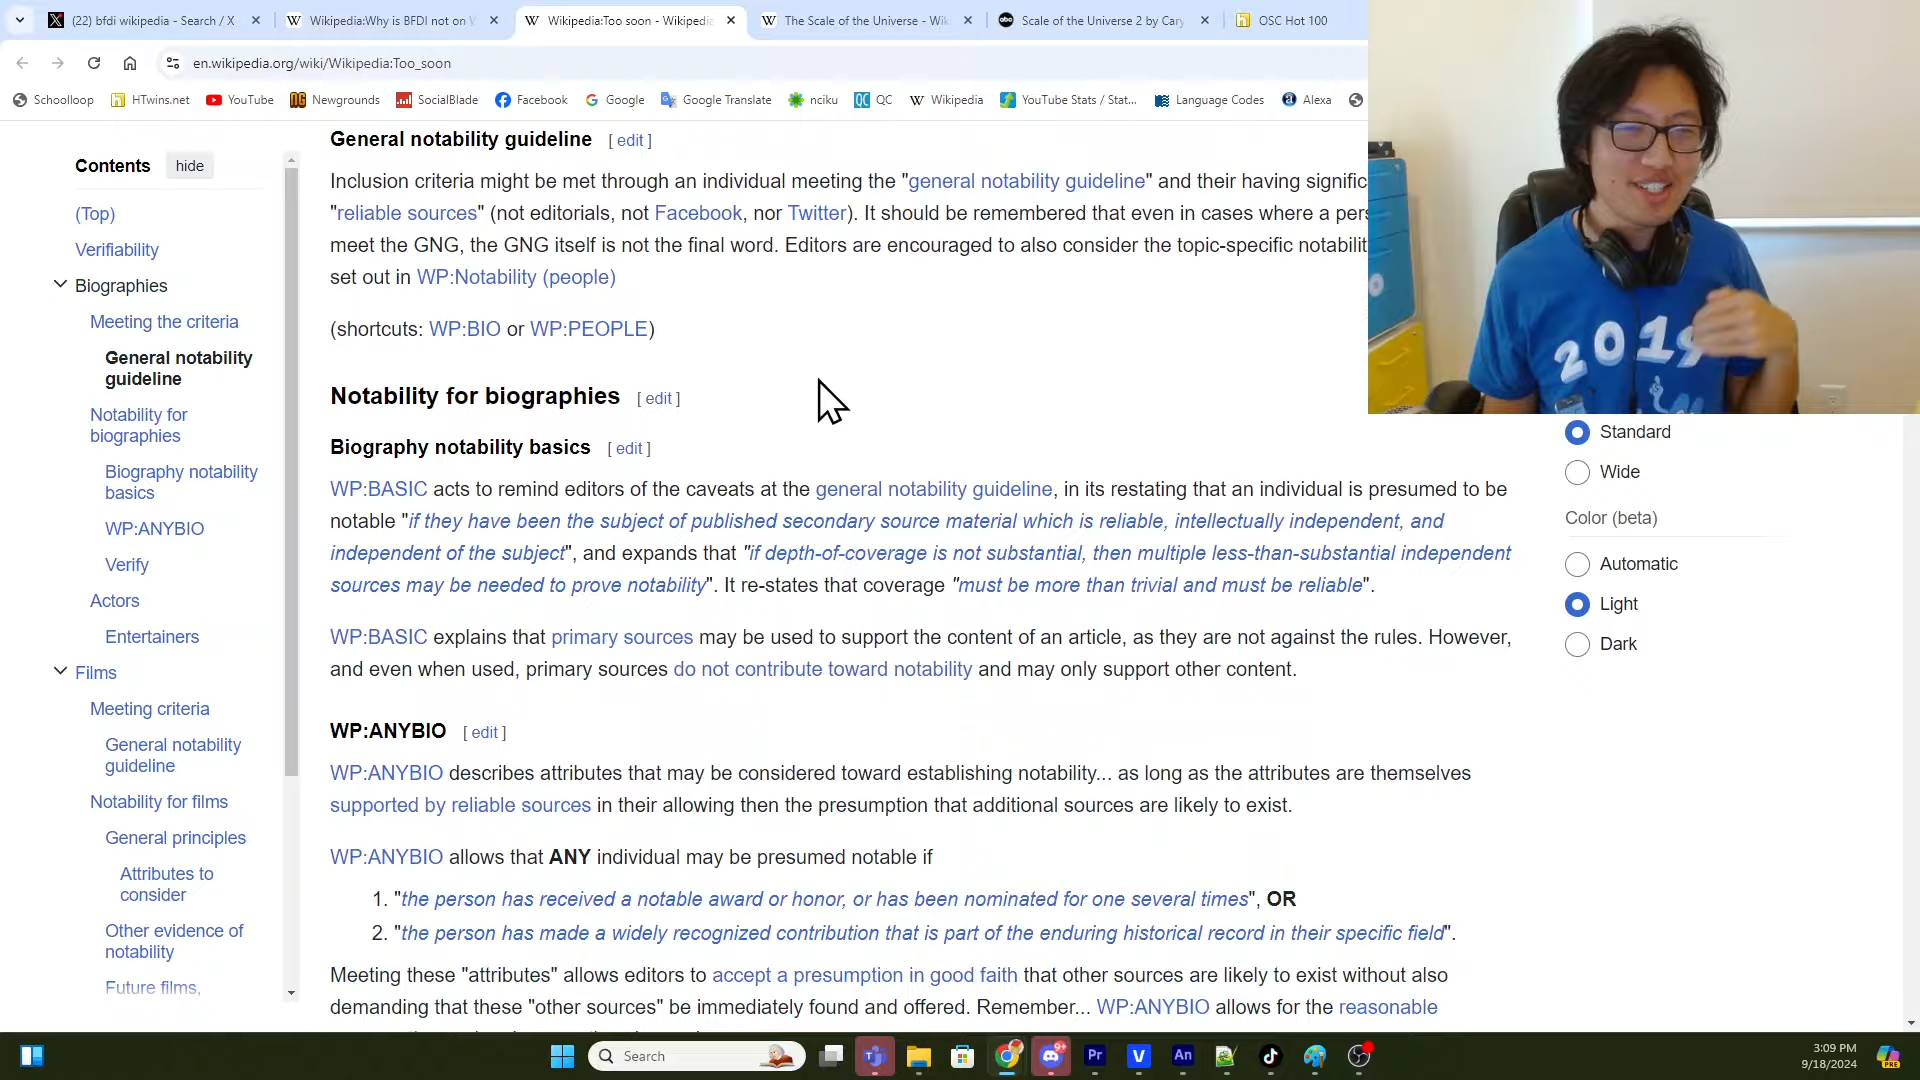 (22) bfdi wikipedia - Search / X
Wikipedia:Why is BFDI not on W
Wikipedia:Too soon - Wikipedia
The Scale of the Universe - Wik
Scale of the Universe 2 by Cary
OSC Hot 100
en.wikipedia.org/wiki/Wikipedia:Too_soon
Schoolloop
HTwins.net
YouTube
Newgrounds
SocialBlade
Facebook
Google
Google Translate
nciku
QC
Wikipedia
YouTube Stats / Stat...
Language Codes
Alexa
Contents
hide
(Top)
Verifiability
Biographies
Meeting the criteria
General notability
guideline
Notability for
biographies
Biography notability
basics
WP:ANYBIO
Verify
Actors
Entertainers
Films
Meeting criteria
General notability
guideline
Notability for films
General principles
Attributes to
consider
Other evidence of
notability
Future films,
General notability guideline [ edit ]
Inclusion criteria might be met through an individual meeting the "general notability guideline" and their having signific
"reliable sources" (not editorials, not Facebook, nor Twitter). It should be remembered that even in cases where a pers
meet the GNG, the GNG itself is not the final word. Editors are encouraged to also consider the topic-specific notabilit
set out in WP:Notability (people)
(shortcuts: WP:BIO or WP:PEOPLE)
Notability for biographies [ edit ]
Biography notability basics [ edit ]
WP:BASIC acts to remind editors of the caveats at the general notability guideline, in its restating that an individual is presumed to be
notable "if they have been the subject of published secondary source material which is reliable, intellectually independent, and
independent of the subject", and expands that "if depth-of-coverage is not substantial, then multiple less-than-substantial independent
sources may be needed to prove notability". It re-states that coverage "must be more than trivial and must be reliable".
WP:BASIC explains that primary sources may be used to support the content of an article, as they are not against the rules. However,
and even when used, primary sources do not contribute toward notability and may only support other content.
WP:ANYBIO [ edit ]
WP:ANYBIO describes attributes that may be considered toward establishing notability... as long as the attributes are themselves
supported by reliable sources in their allowing then the presumption that additional sources are likely to exist.
WP:ANYBIO allows that ANY individual may be presumed notable if
1. "the person has received a notable award or honor, or has been nominated for one several times", OR
2. "the person has made a widely recognized contribution that is part of the enduring historical record in their specific field".
Meeting these "attributes" allows editors to accept a presumption in good faith that other sources are likely to exist without also
demanding that these "other sources" be immediately found and offered. Remember... WP:ANYBIO allows for the reasonable
2019
Standard
Wide
Color (beta)
Automatic
Light
Dark
Search
Pr
V
An
3:09 PM
9/18/2024